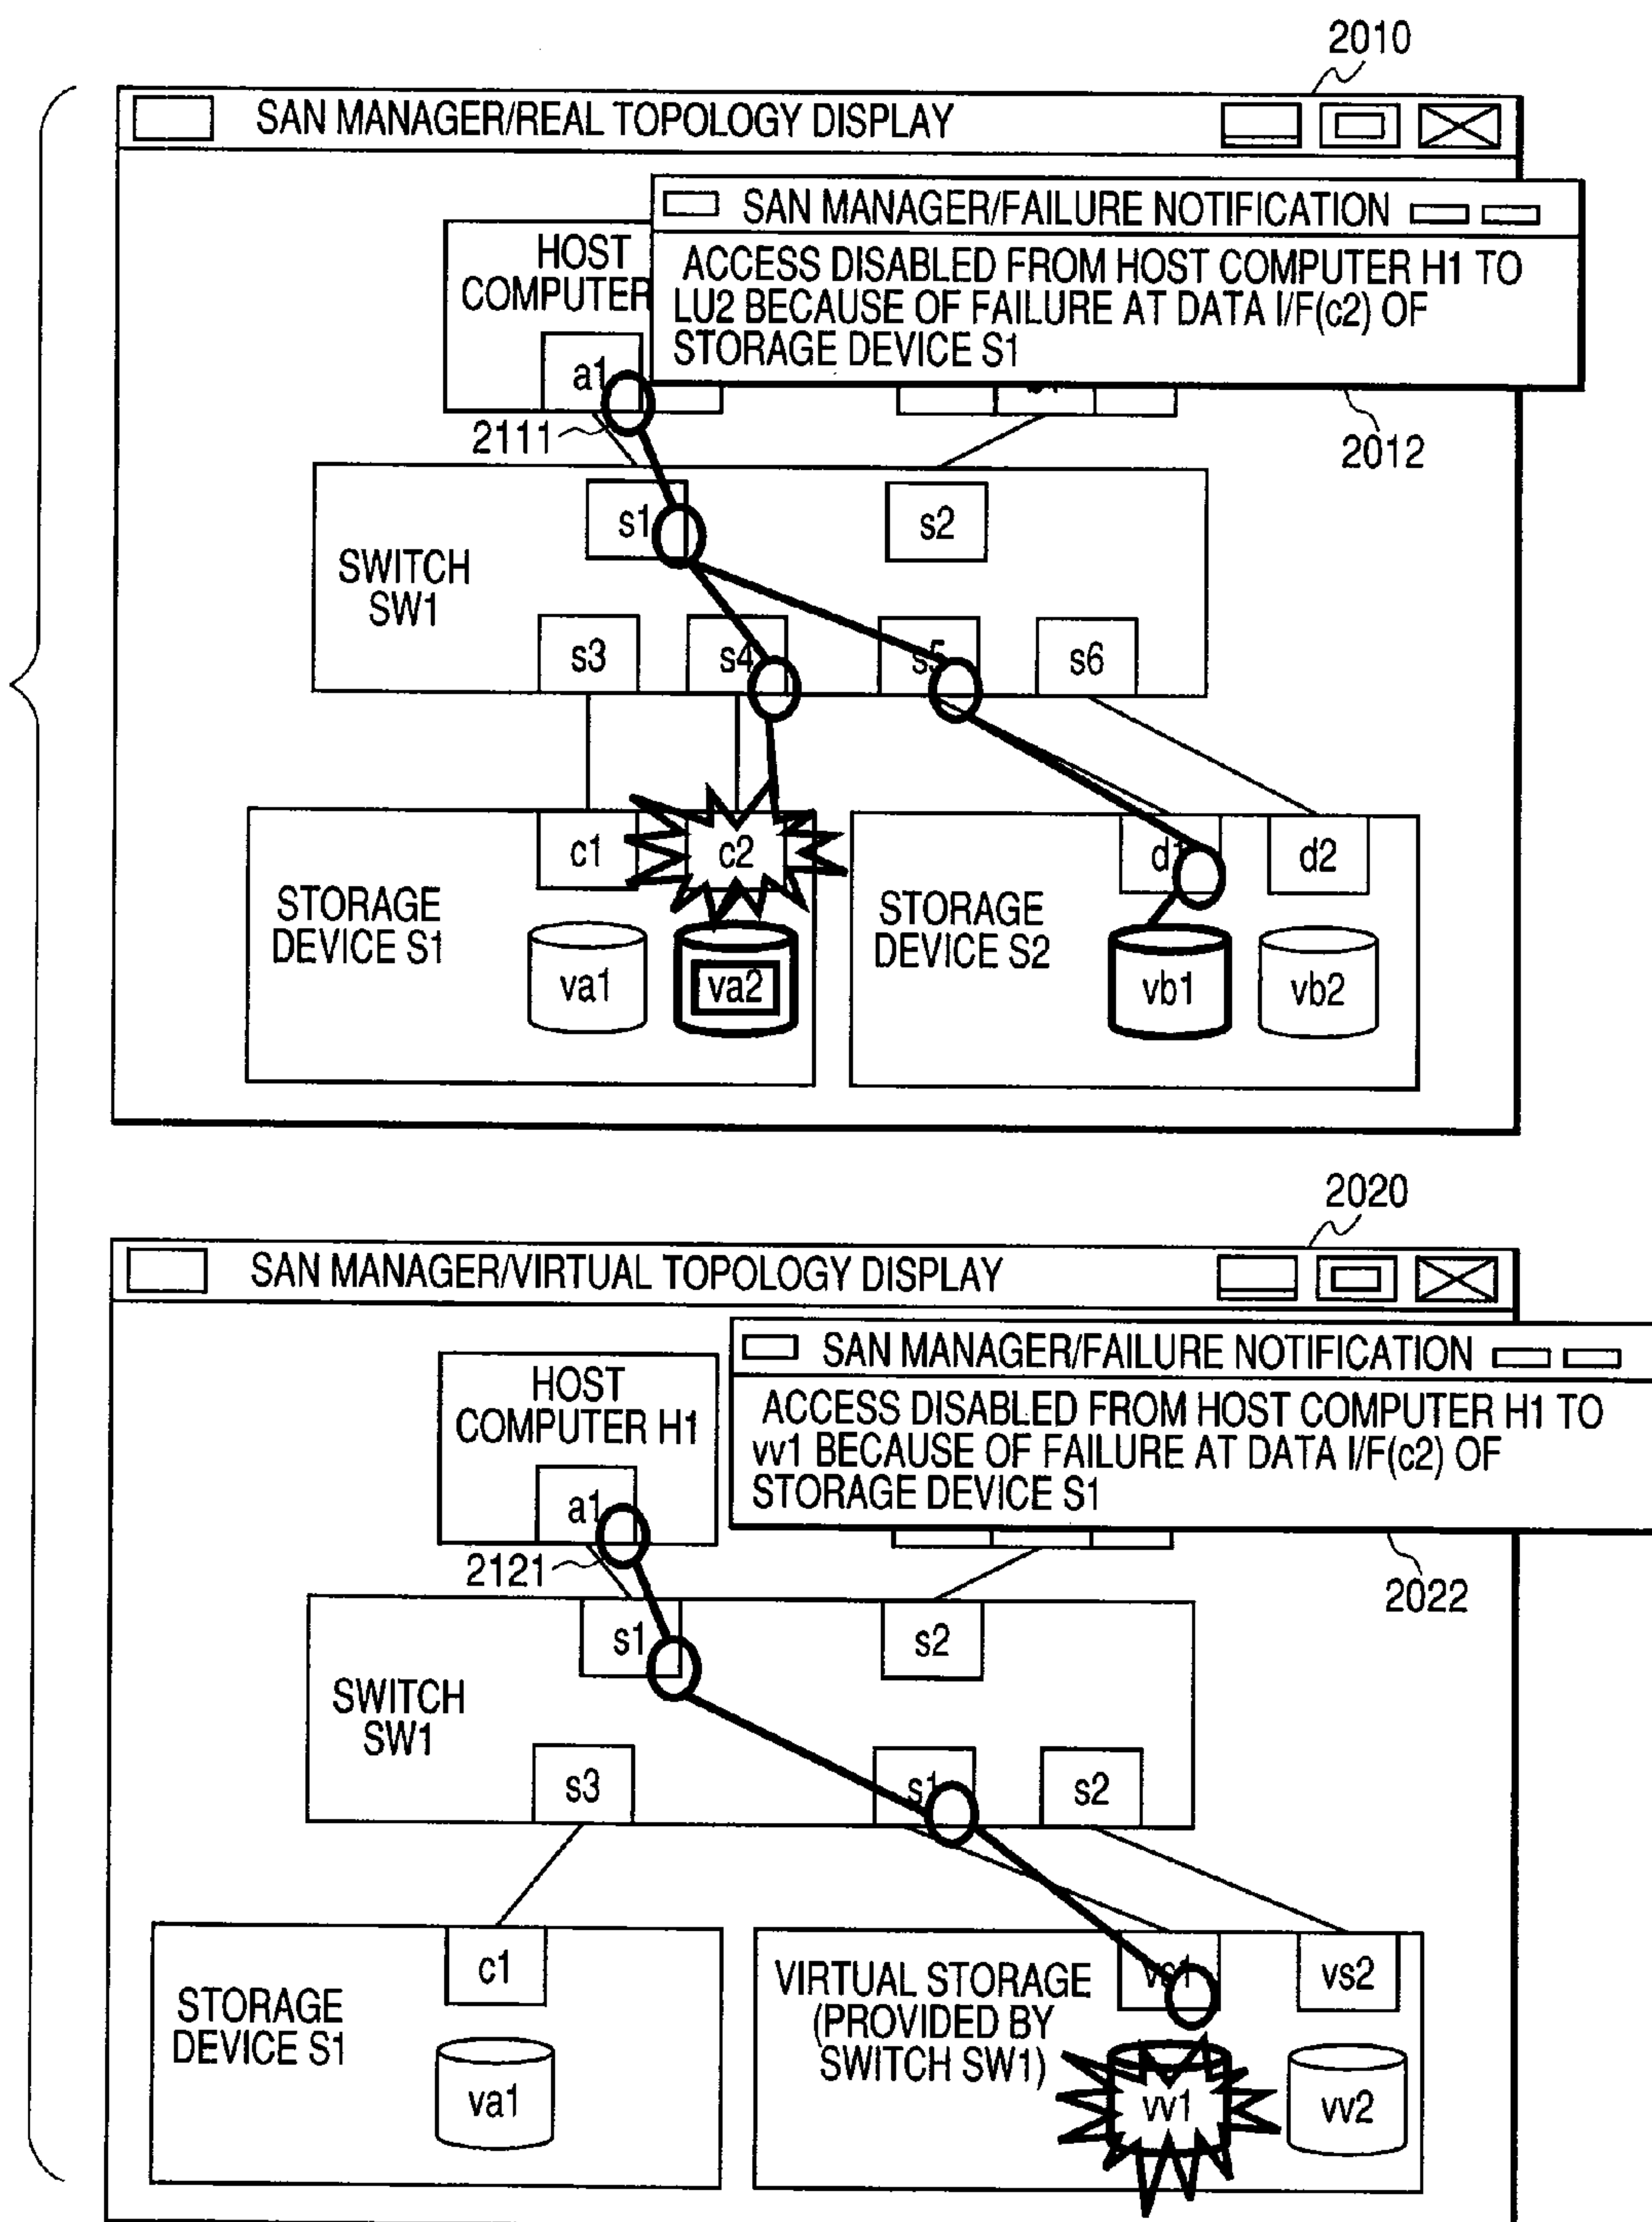 2010
SAN MANAGER/REAL TOPOLOGY DISPLAY
SAN MANAGER/FAILURE NOTIFICATION
ACCESS DISABLED FROM HOST COMPUTER H1 TO
LU2 BECAUSE OF FAILURE AT DATA I/F(c2) OF
STORAGE DEVICE S1
HOST
COMPUTER
a1
2111
2012
s1
s2
SWITCH
SW1
s3
s4
s5
s6
c1
c2
d1
d2
STORAGE
DEVICE S1
STORAGE
DEVICE S2
va1
va2
vb1
vb2
2020
SAN MANAGER/VIRTUAL TOPOLOGY DISPLAY
SAN MANAGER/FAILURE NOTIFICATION
ACCESS DISABLED FROM HOST COMPUTER H1 TO
vv1 BECAUSE OF FAILURE AT DATA I/F(c2) OF
STORAGE DEVICE S1
HOST
COMPUTER H1
a1
2121
2022
s1
s2
SWITCH
SW1
s3
s1
s2
c1
vs1
vs2
STORAGE
DEVICE S1
VIRTUAL STORAGE
(PROVIDED BY
SWITCH SW1)
va1
vv1
vv2